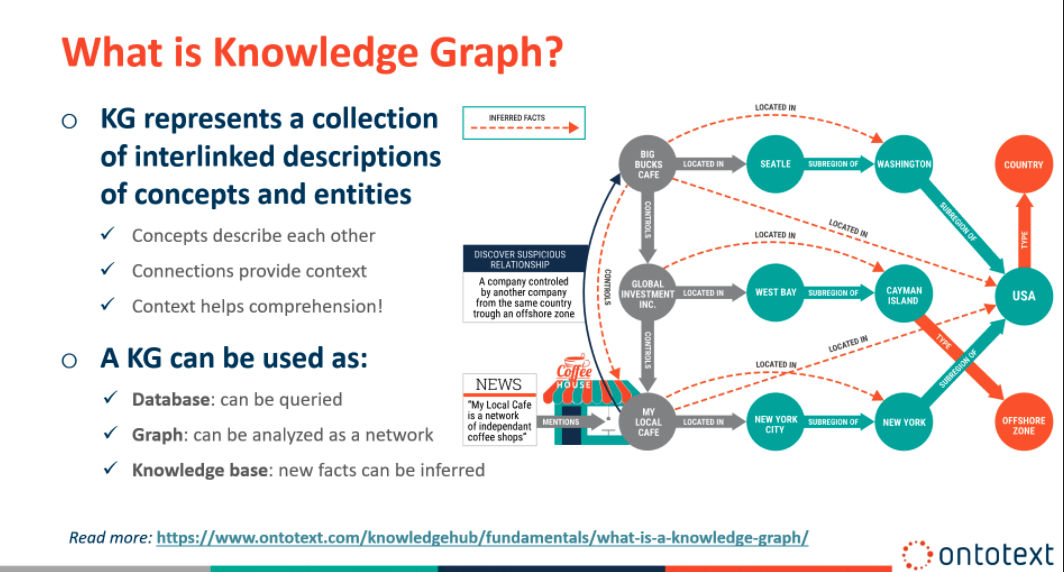 What is Knowledge Graph?
KG represents a collection
of interlinked descriptions
of concepts and entities
✓ Concepts describe each other
✓ Connections provide context
✓ Context helps comprehension!
A KG can be used as:
✓ Database: can be queried
✓ Graph: can be analyzed as a network
✓ Knowledge base: new facts can be inferred
INFERRED FACTS
LOCATED IN
BIG
BUCKS
CAFE
LOCATED IN
SEATLE
SUBREGION OF
WASHINGTON
COUNTRY
CONTROLS
LOCATED IN
SUBREGION OF
TYPE
DISCOVER SUSPICIOUS
RELATIONSHIP
A company controled
by another company
from the same country
trough an offshore zone
CONTROLS
LOCATED IN
GLOBAL
INVESTMENT
INC.
LOCATED IN
WEST BAY
SUBREGION OF
CAYMAN
ISLAND
USA
CONTROLS
LOCATED IN
TYPE
SUBREGION OF
NEWS
"My Local Cafe
is a network
of independant
coffee shops"
MENTIONS
Coffee
HOUSE
LOCATED IN
MY
LOCAL
CAFE
LOCATED IN
NEW YORK
CITY
SUBREGION OF
NEW YORK
OFFSHORE
ZONE
Read more: https://www.ontotext.com/knowledgehub/fundamentals/what-is-a-knowledge-graph/
ontotext